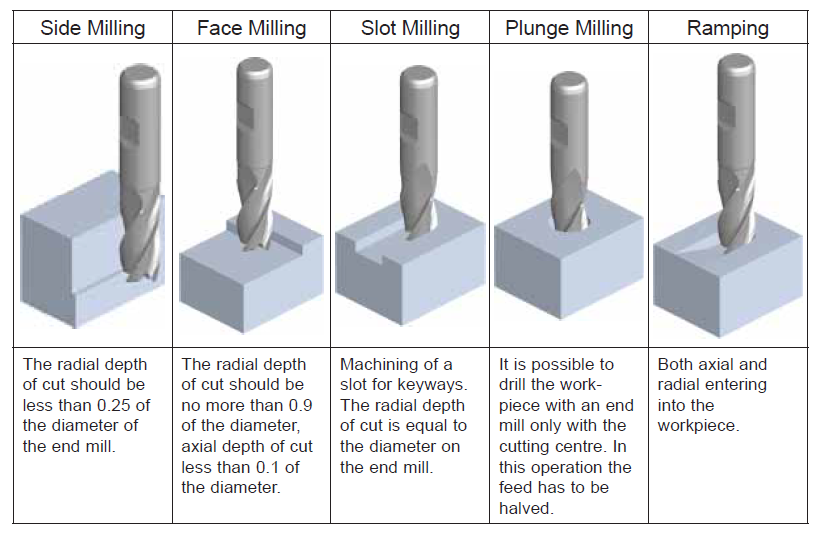 Side Milling
Face Milling
Slot Milling
Plunge Milling
Ramping
The radial depth
of cut should be
less than 0.25 of
the diameter of
the end mill.
The radial depth
of cut should be
no more than 0.9
of the diameter,
axial depth of cut
less than 0.1 of
the diameter.
Machining of a
slot for keyways.
The radial depth
of cut is equal to
the diameter on
the end mill.
It is possible to
drill the work-
piece with an end
mill only with the
cutting centre. In
this operation the
feed has to be
halved.
Both axial and
radial entering
into the
workpiece.